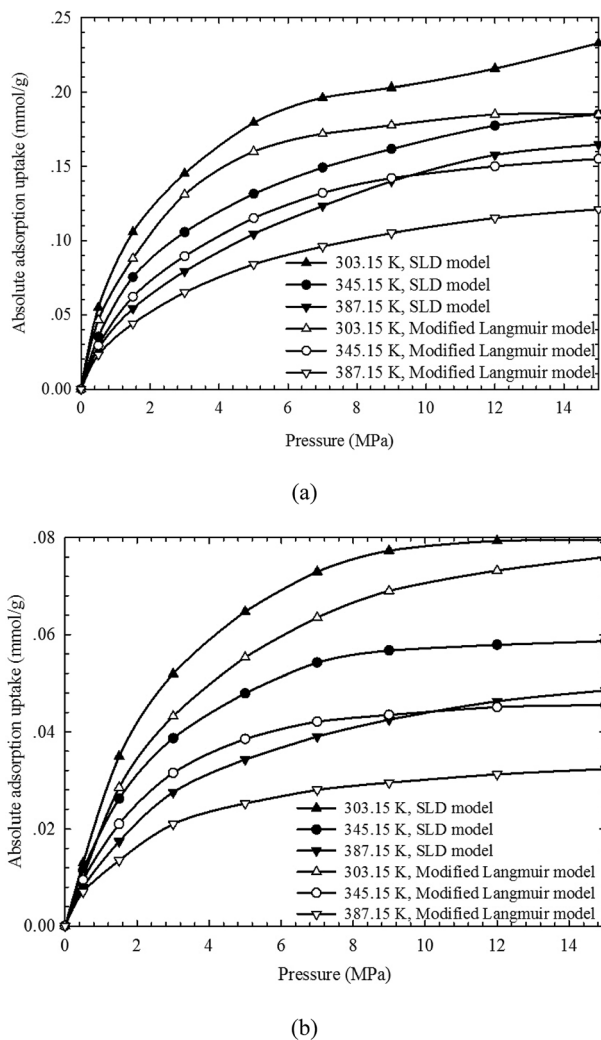 .25
.20
.15
.10
.05
0.00
Absolute adsorption uptake (mmol/g)
303.15 K, SLD model
345.15 K, SLD model
387.15 K, SLD model
303.15 K, Modified Langmuir model
345.15 K, Modified Langmuir model
387.15 K, Modified Langmuir model
0 2 4 6 8 10 12 14
Pressure (MPa)
(a)
.08
.06
.04
.02
0.00
Absolute adsorption uptake (mmol/g)
303.15 K, SLD model
345.15 K, SLD model
387.15 K, SLD model
303.15 K, Modified Langmuir model
345.15 K, Modified Langmuir model
387.15 K, Modified Langmuir model
0 2 4 6 8 10 12 14
Pressure (MPa)
(b)